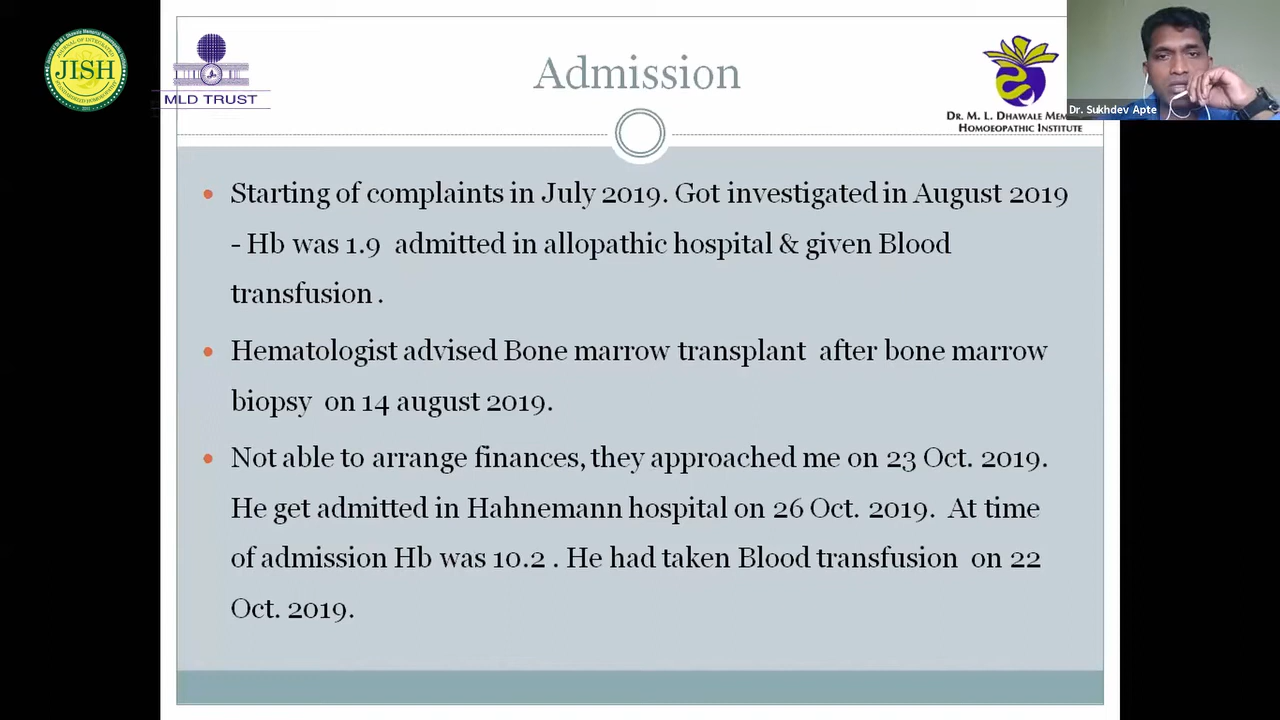 Admission
JISH
MLD TRUST
DR. M. L. DHAWALE MEM
HOMOEOPATHIC INSTITUTE
Dr. Sukhdev Apte
• Starting of complaints in July 2019. Got investigated in August 2019
- Hb was 1.9 admitted in allopathic hospital & given Blood
transfusion .
• Hematologist advised Bone marrow transplant after bone marrow
biopsy on 14 august 2019.
• Not able to arrange finances, they approached me on 23 Oct. 2019.
He get admitted in Hahnemann hospital on 26 Oct. 2019. At time
of admission Hb was 10.2 . He had taken Blood transfusion on 22
Oct. 2019.